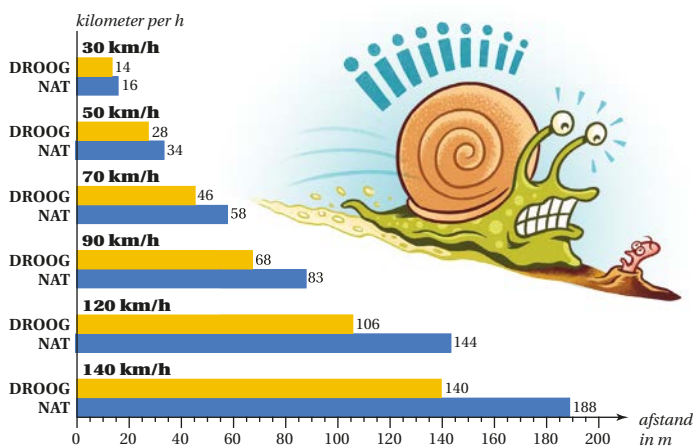 kilometer per h
30 km/h
DROOG 14
NAT 16
50 km/h
DROOG 28
NAT 34
70 km/h
DROOG 46
NAT 58
90 km/h
DROOG 68
NAT 83
120 km/h
DROOG 106
NAT 144
140 km/h
DROOG 140
NAT 188
0 20 40 60 80 100 120 140 160 180 200
afstand
in m